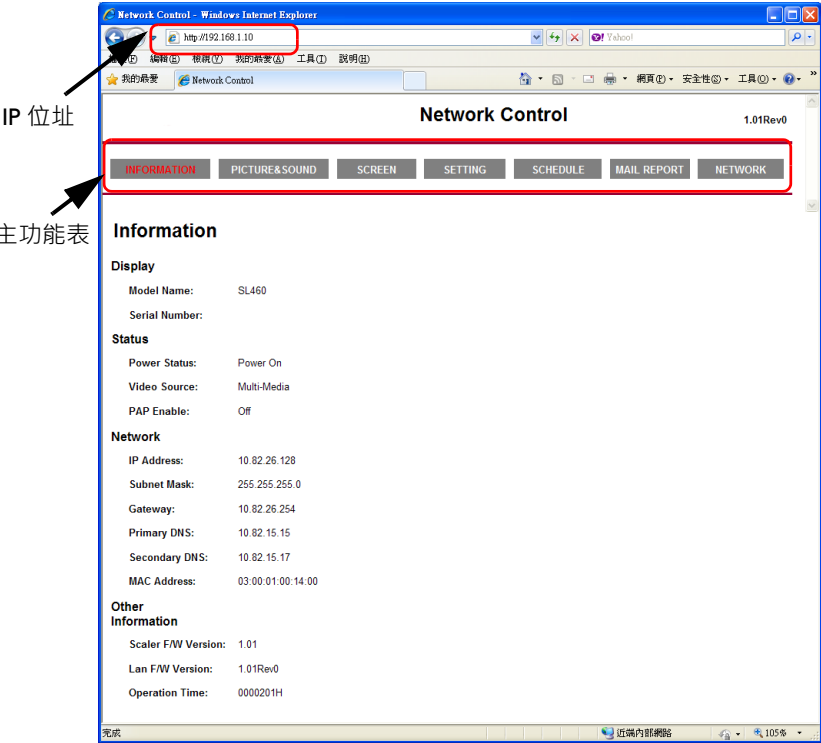 Network Control - Windows Internet Explorer
http://192.168.1.10
Yahoo!
編輯(E) 檢視(V) 我的最愛(A) 工具(T) 說明(H)
我的最愛 Network Control 網頁(P) 安全性(S) 工具(O)
IP 位址
Network Control
1.01Rev0
INFORMATION PICTURE&SOUND SCREEN SETTING SCHEDULE MAIL REPORT NETWORK
主功能表
Information
Display
Model Name: SL460
Serial Number:
Status
Power Status: Power On
Video Source: Multi-Media
PAP Enable: Off
Network
IP Address: 10.82.26.128
Subnet Mask: 255.255.255.0
Gateway: 10.82.26.254
Primary DNS: 10.82.15.15
Secondary DNS: 10.82.15.17
MAC Address: 03:00:01:00:14:00
Other
Information
Scaler F/W Version: 1.01
Lan F/W Version: 1.01Rev0
Operation Time: 0000201H
完成 近端內部網路 105%